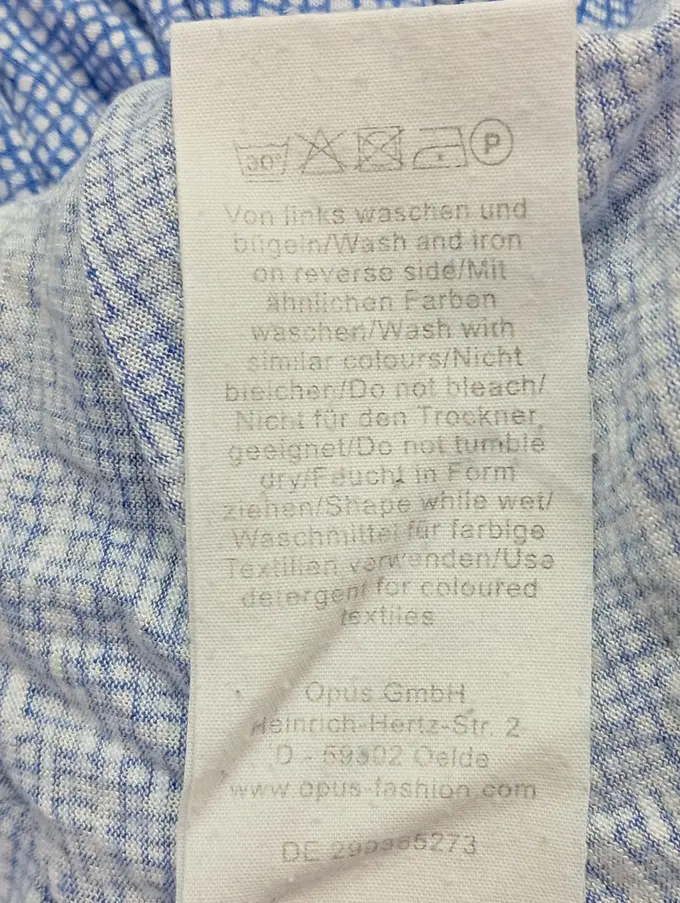 30°
P
Von links waschen und
bügeln/Wash and iron
on reverse side/Mit
ähnlichen Farben
waschen/Wash with
similar colours/Nicht
bleichen/Do not bleach/
Nicht für den Trockner
geeignet/Do not tumble
dry/Feucht in Form
ziehen/Shape while wet/
Waschmittel für farbige
Textilien verwenden/Use
detergent for coloured
textiles
Opus GmbH
Heinrich-Hertz-Str. 2
D - 59302 Oelde
www.opus-fashion.com
DE